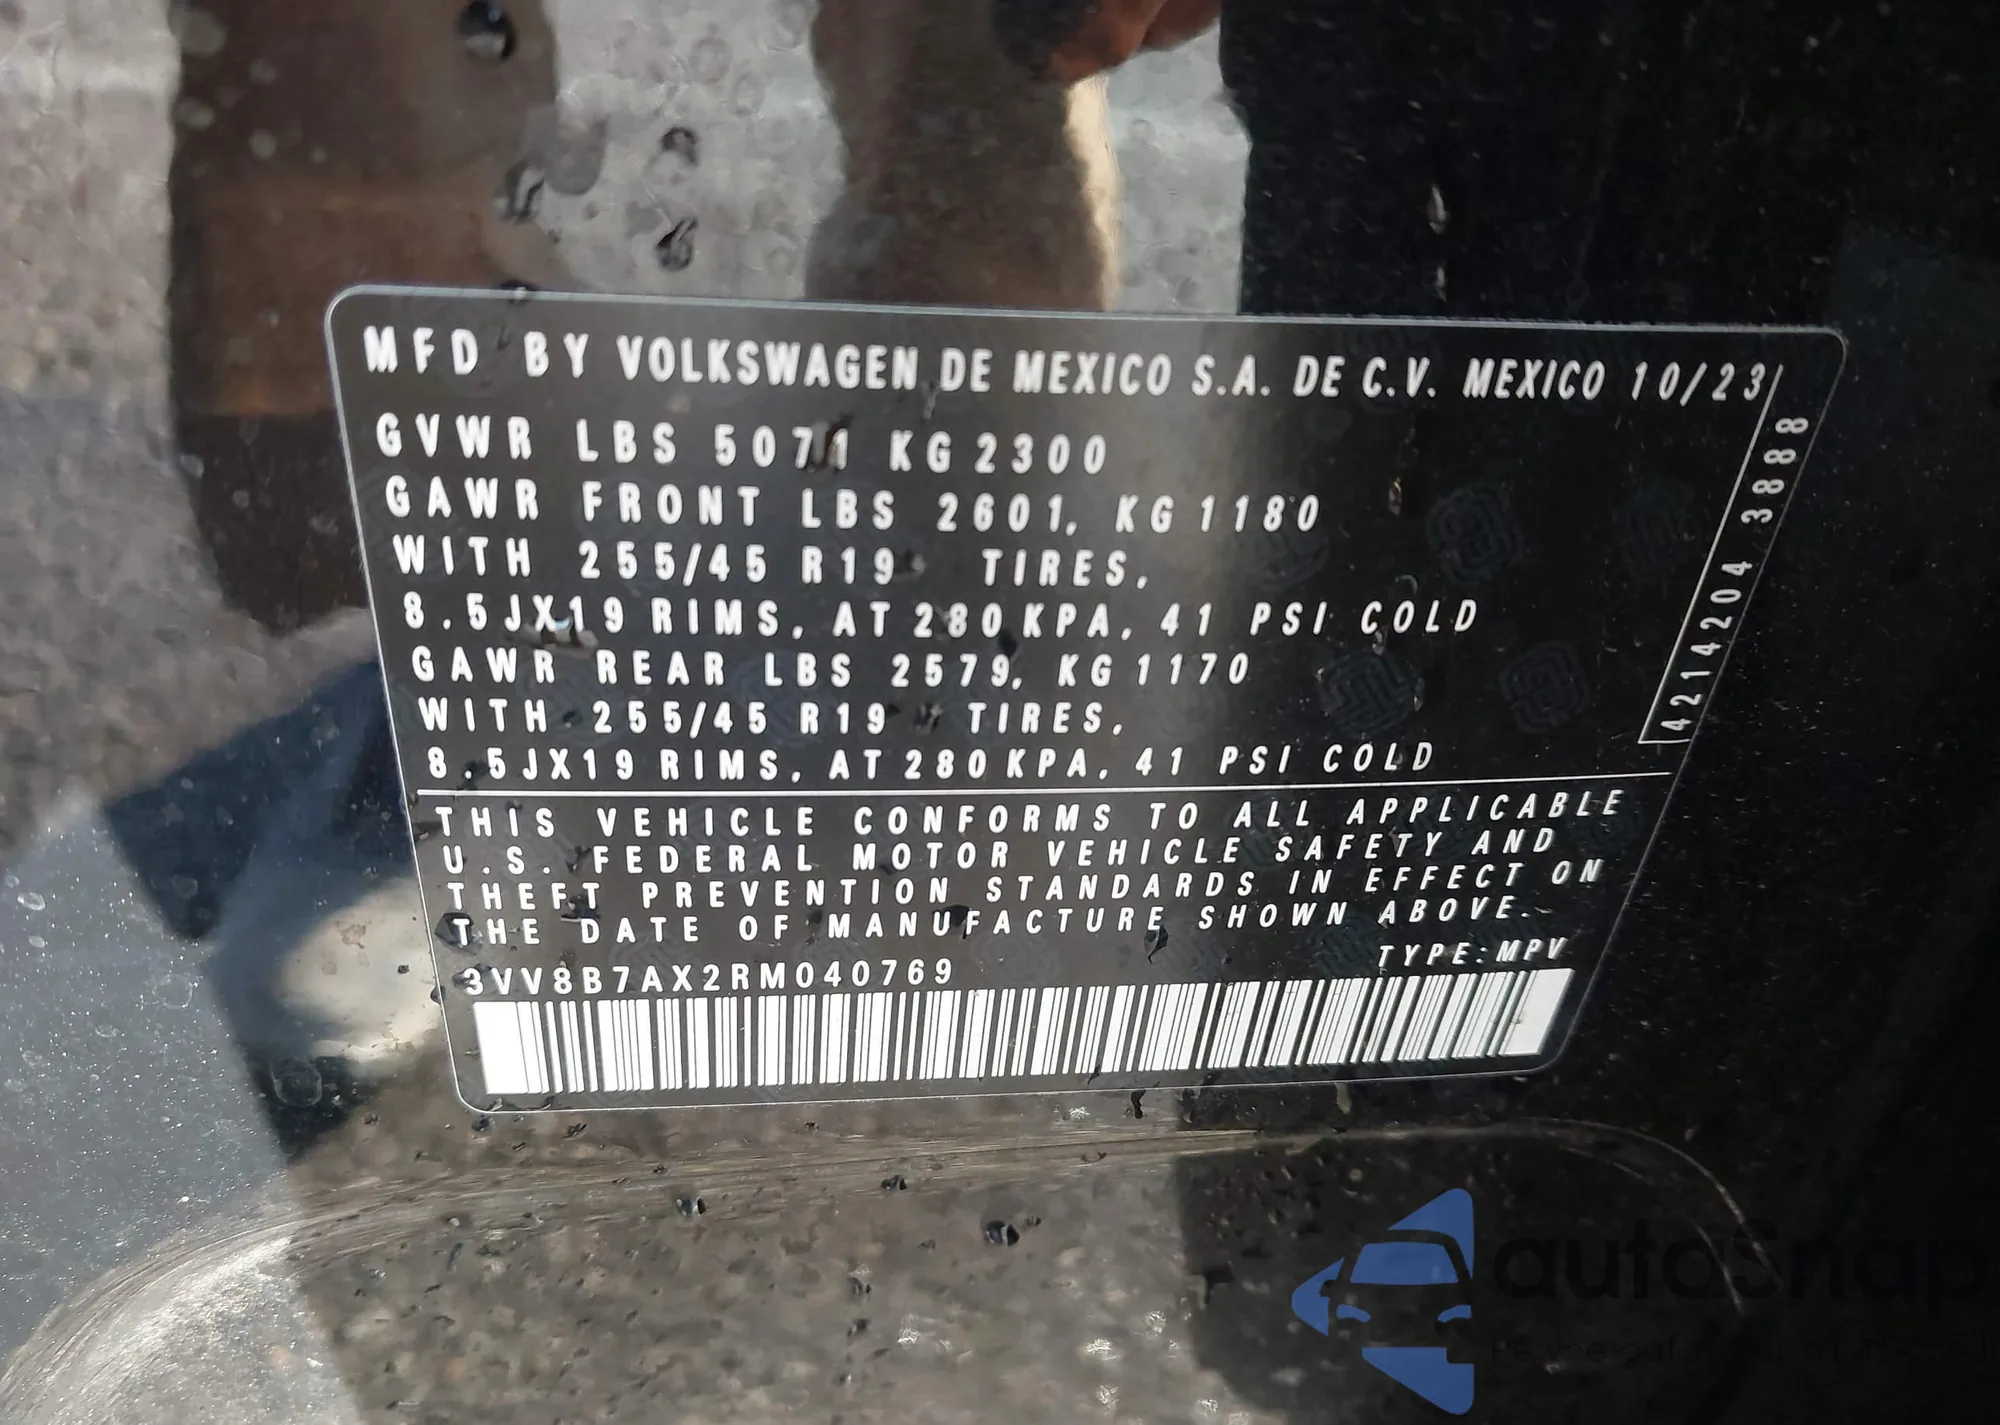 MFD BY VOLKSWAGEN DE MEXICO S.A. DE C.V. MEXICO 10/23
GVWR LBS 5071 KG 2300
GAWR FRONT LBS 2601, KG 1180
WITH 255/45 R19 TIRES,
8.5JX19 RIMS, AT 280 KPA, 41 PSI COLD
GAWR REAR LBS 2579, KG 1170
WITH 255/45 R19 TIRES,
8.5JX19 RIMS, AT 280 KPA, 41 PSI COLD
4214204 3888
THIS VEHICLE CONFORMS TO ALL APPLICABLE
U.S. FEDERAL MOTOR VEHICLE SAFETY AND
THEFT PREVENTION STANDARDS IN EFFECT ON
THE DATE OF MANUFACTURE SHOWN ABOVE.
TYPE: MPV
3VV8B7AX2RM040769
autosnap